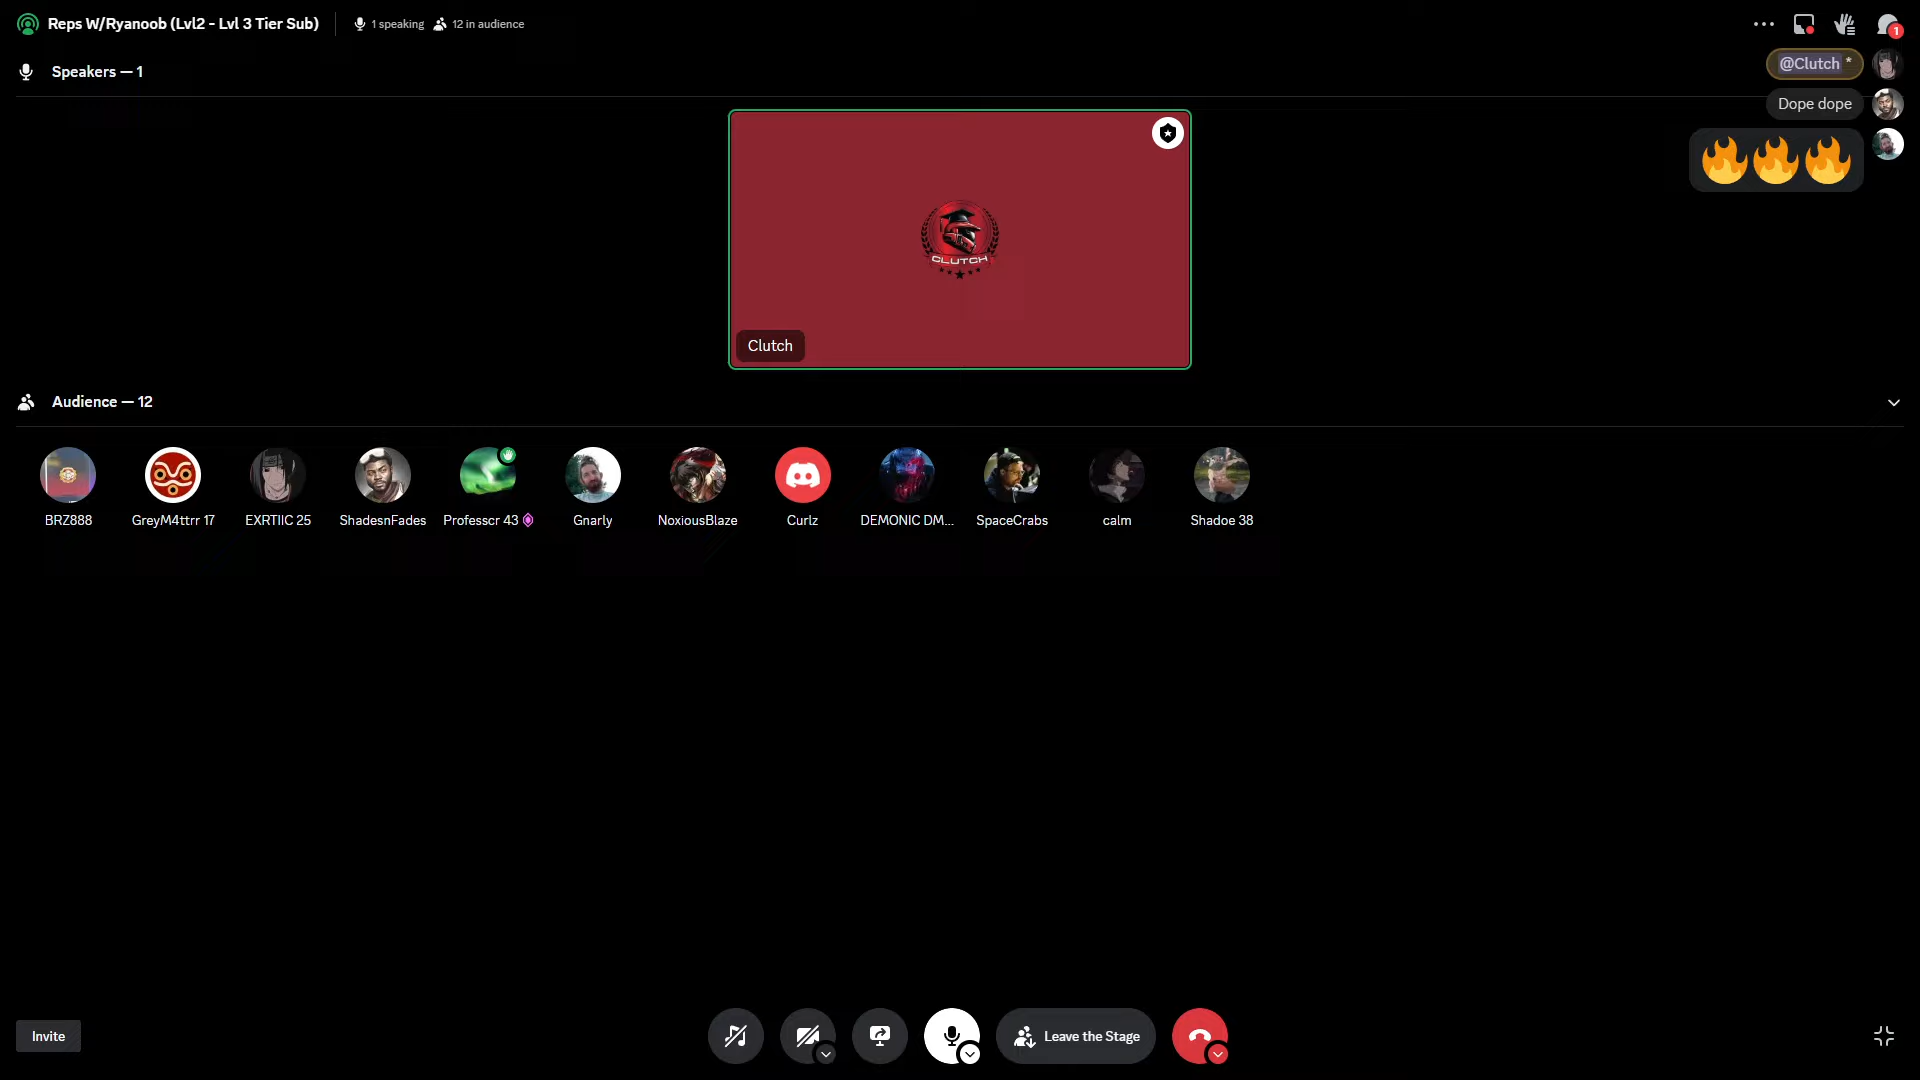 Reps W/Ryanoob (Lvl2 - Lvl 3 Tier Sub)
1 speaking
12 in audience
1
Speakers — 1
@Clutch *
Dope dope
CLUTCH
Clutch
Audience — 12
BRZ888
GreyM4ttrr 17
EXRTIIC 25
ShadesnFades
Professcr 43
Gnarly
NoxiousBlaze
Curlz
DEMONIC DM...
SpaceCrabs
calm
Shadoe 38
Invite
Leave the Stage